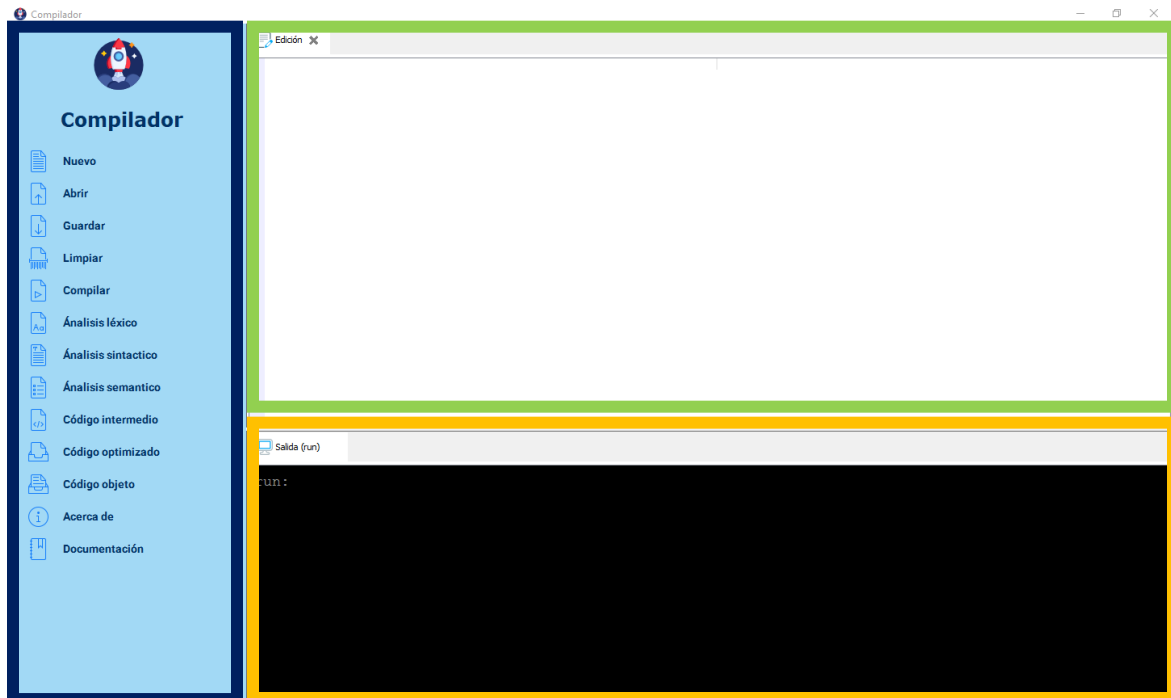 Compilador
Compilador
Nuevo
Abrir
Guardar
Limpiar
Compilar
Ánalisis léxico
Ánalisis sintactico
Ánalisis semantico
Código intermedio
Código optimizado
Código objeto
Acerca de
Documentación
Edición
Salida (run)
run: